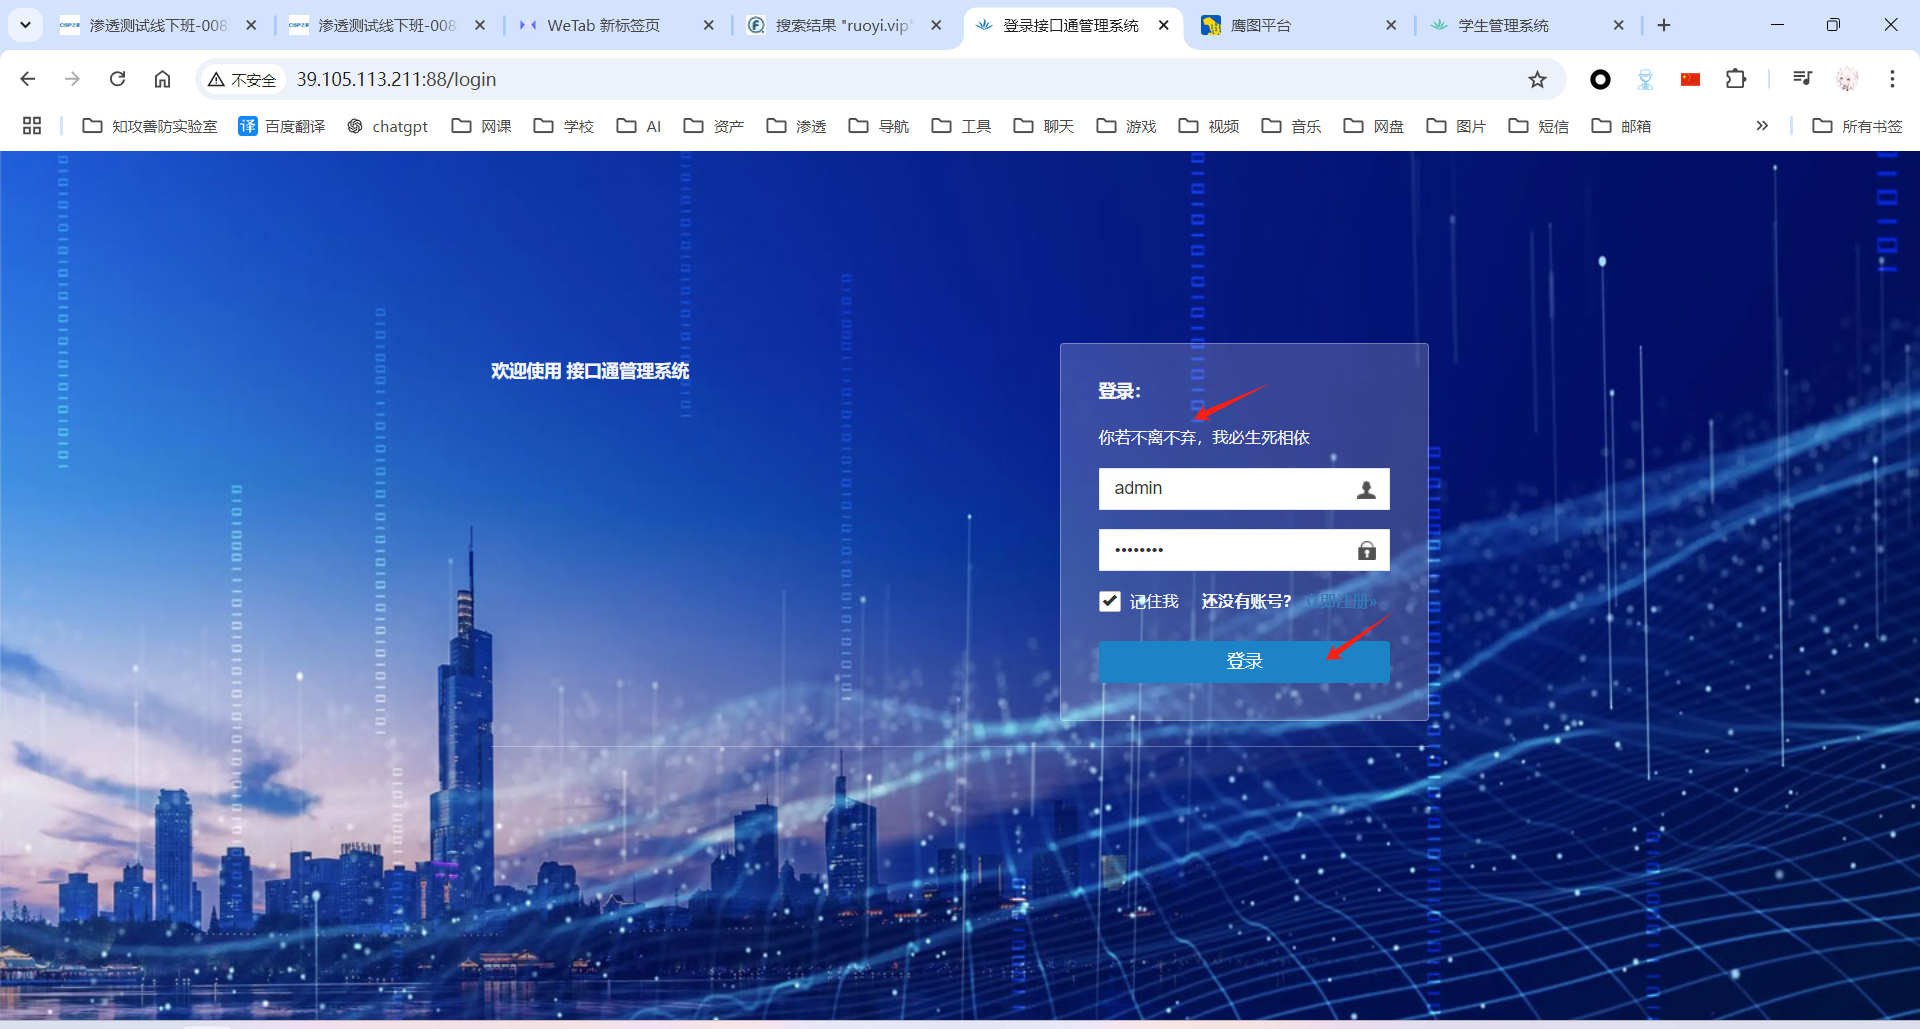 渗透测试线下班-008
渗透测试线下班-008
WeTab 新标签页
搜索结果 "ruoyi.vip"
登录接口通管理系统
鹰图平台
学生管理系统
不安全
39.105.113.211:88/login
知攻善防实验室
译 百度翻译
chatgpt
网课
学校
AI
资产
渗透
导航
工具
聊天
游戏
视频
音乐
网盘
图片
短信
邮箱
所有书签
欢迎使用 接口通管理系统
登录：
你若不离不弃，我必生死相依
admin
••••••••
记住我
还没有账号？ 立即注册»
登录